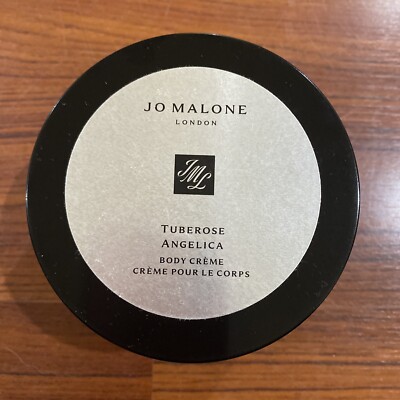 JO MALONE
LONDON
JML
TUBEROSE
ANGELICA
BODY CRÈME
CRÈME POUR LE CORPS